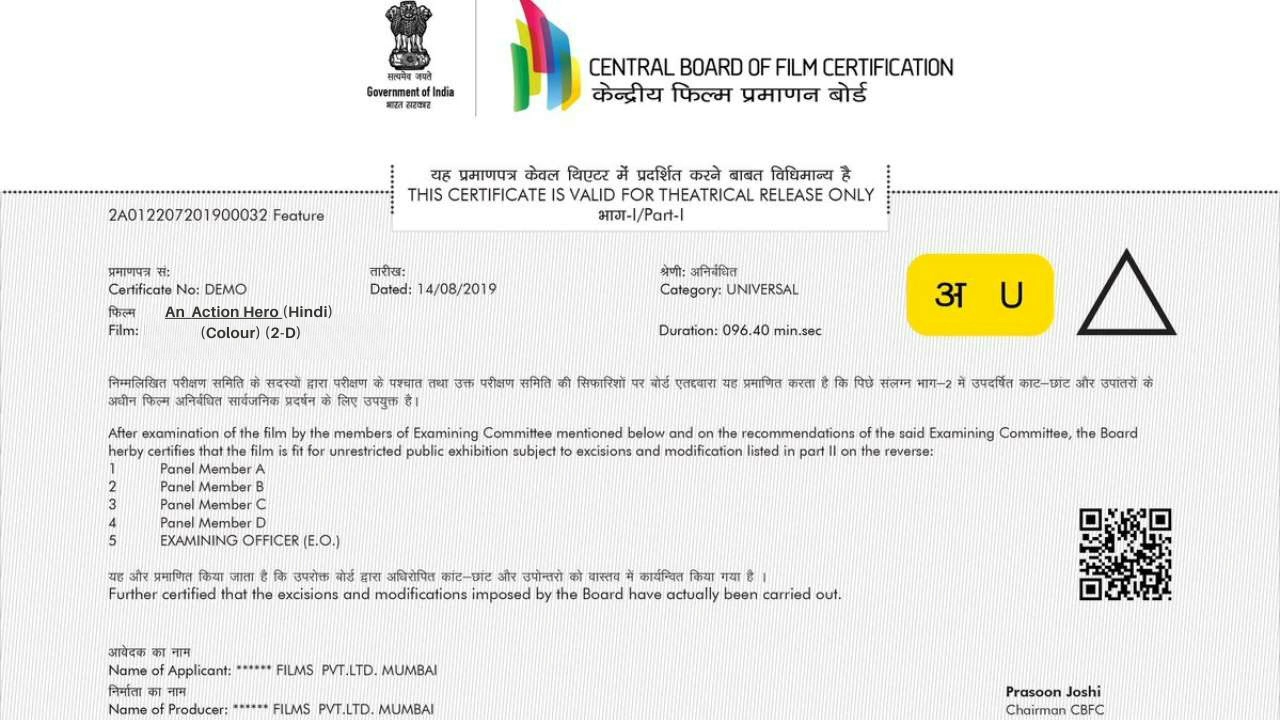 सत्यमेव जयते
Government of India
भारत सरकार
CENTRAL BOARD OF FILM CERTIFICATION
केन्द्रीय फिल्म प्रमाणन बोर्ड
यह प्रमाणपत्र केवल थिएटर में प्रदर्शित करने बाबत विधिमान्य है
THIS CERTIFICATE IS VALID FOR THEATRICAL RELEASE ONLY
भाग-I/Part-I
2A012207201900032 Feature
प्रमाणपत्र सं: तारीख: श्रेणी: अनिर्बंधित
Certificate No: DEMO Dated: 14/08/2019 Category: UNIVERSAL
अ U
फिल्म An Action Hero (Hindi)
Film: (Colour) (2-D) Duration: 096.40 min.sec
निम्मलिखित परीक्षण समिति के सदस्यों द्वारा परीक्षण के पश्चात तथा उक्त परीक्षण समिति की सिफारिशों पर बोर्ड एतद्दवारा यह प्रमाणित करता है कि पिछे संलग्न भाग–2 में उपदर्षित काट–छांट और उपांतरों के
अधीन फिल्म अनिर्बंधित सार्वजनिक प्रदर्षन के लिए उपयुक्त है।
After examination of the film by the members of Examining Committee mentioned below and on the recommendations of the said Examining Committee, the Board
herby certifies that the film is fit for unrestricted public exhibition subject to excisions and modification listed in part II on the reverse:
1 Panel Member A
2 Panel Member B
3 Panel Member C
4 Panel Member D
5 EXAMINING OFFICER (E.O.)
यह और प्रमाणित किया जाता है कि उपरोक्त बोर्ड द्वारा अधिरोपित कांट–छांट और उपोन्तरो को वास्तव में कार्यन्वित किया गया है ।
Further certified that the excisions and modifications imposed by the Board have actually been carried out.
आवेदक का नाम
Name of Applicant: ****** FILMS PVT.LTD. MUMBAI
निर्माता का नाम
Name of Producer: ****** FILMS PVT.LTD. MUMBAI
Prasoon Joshi
Chairman CBFC